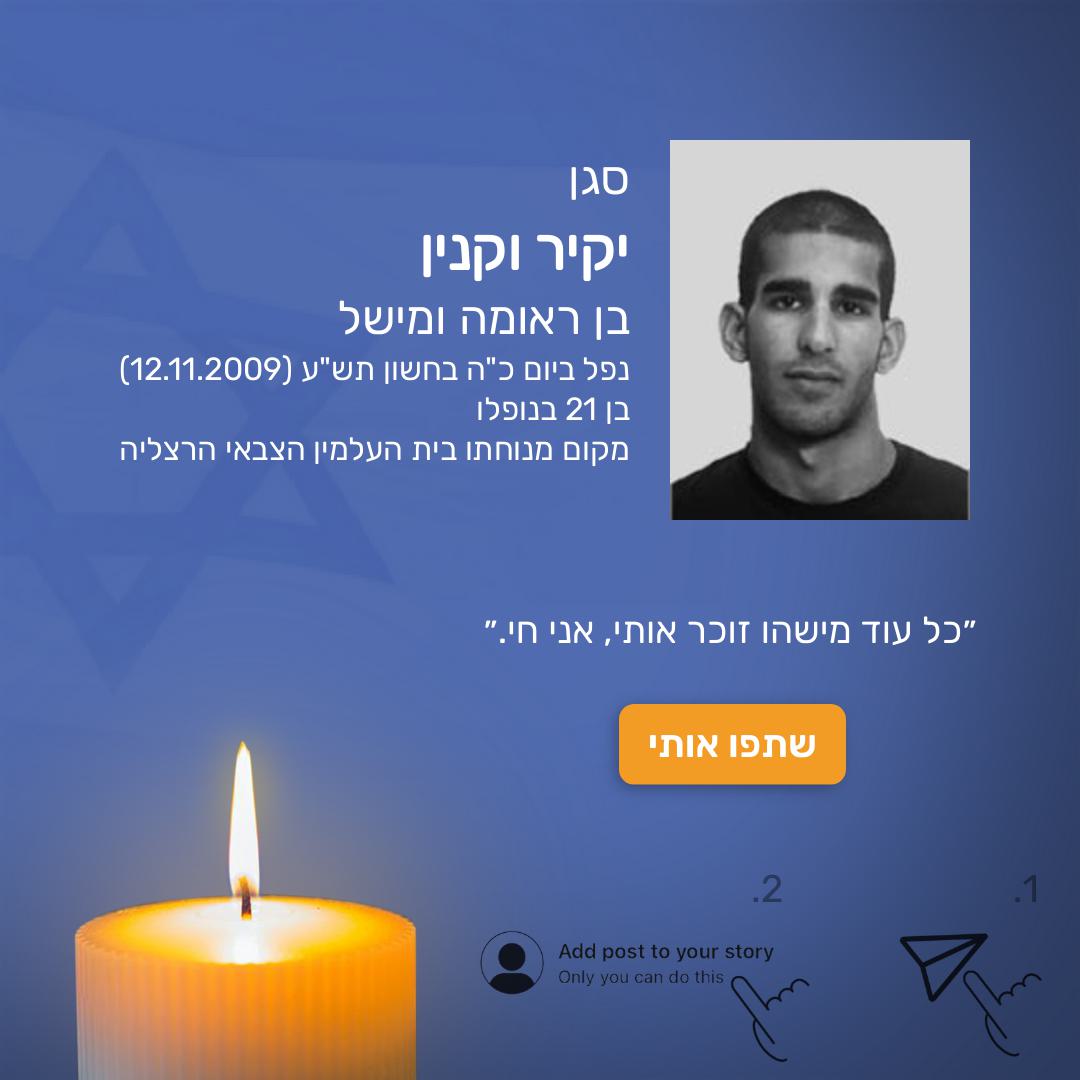 סגן
יקיר וקנין
בן ראומה ומישל
נפל ביום כ"ה בחשון תש"ע (12.11.2009)
בן 21 בנופלו
מקום מנוחתו בית העלמין הצבאי הרצליה
״כל עוד מישהו זוכר אותי, אני חי.״
שתפו אותי
1.
2.
Add post to your story
Only you can do this